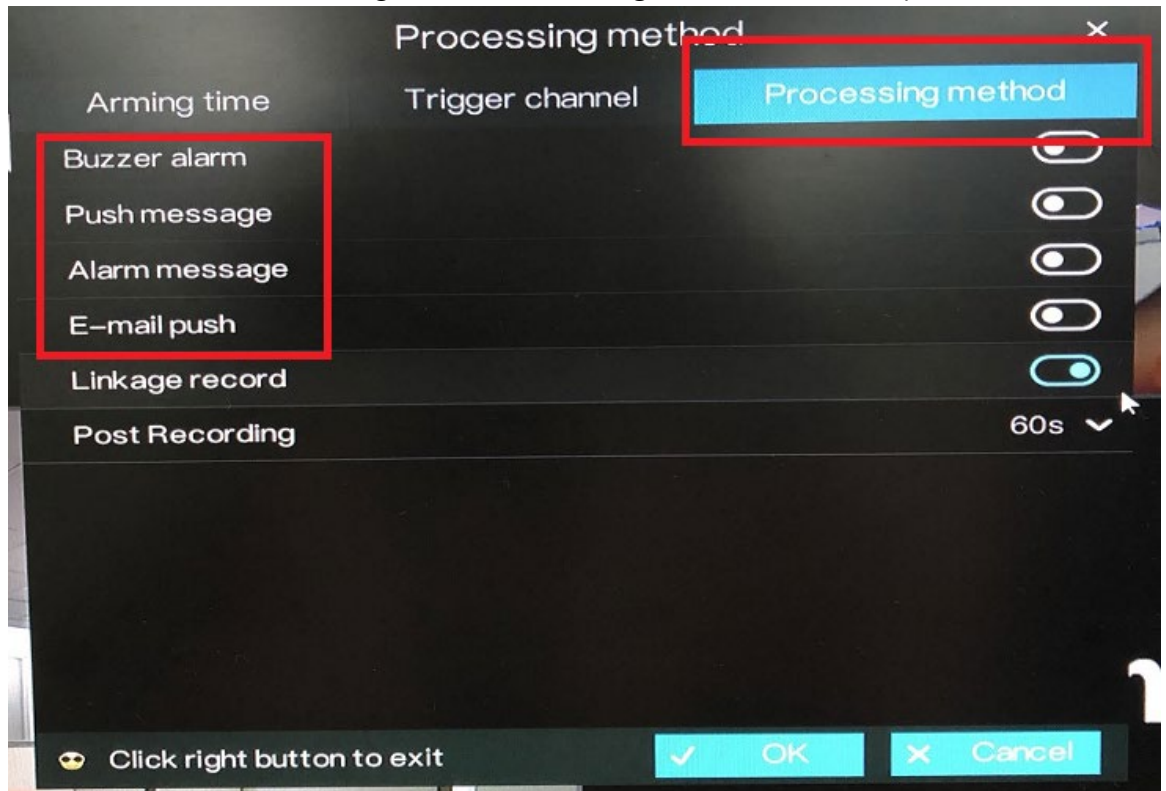 Processing method
Arming time Trigger channel Processing method
Buzzer alarm
Push message
Alarm message
E-mail push
Linkage record
Post Recording 60s
Click right button to exit OK Cancel